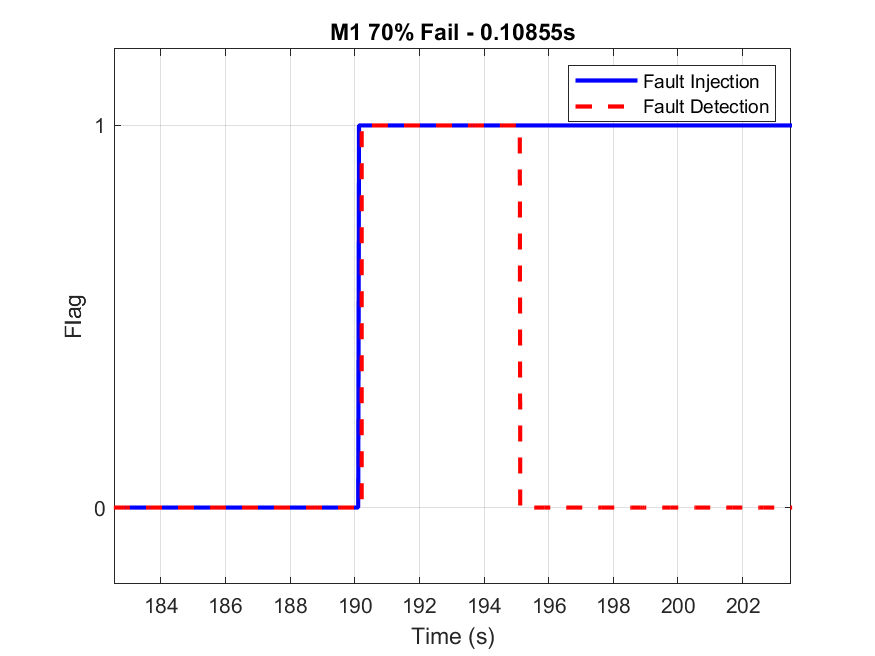 M1 70% Fail - 0.10855s
Fault Injection
Fault Detection
1
0
Flag
184 186 188 190 192 194 196 198 200 202
Time (s)